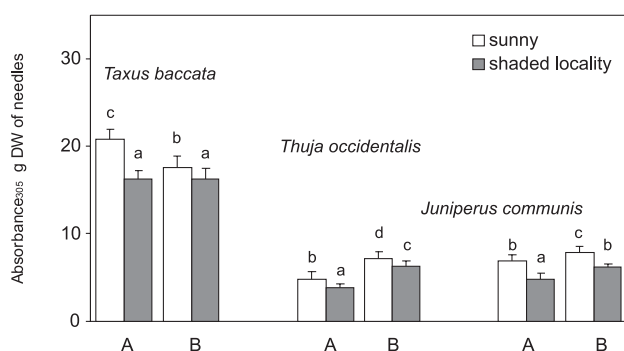 Absorbance₃₀₅ g DW of needles
30
20
10
0
sunny
shaded locality
Taxus baccata
Thuja occidentalis
Juniperus communis
c a b a
b a d c
b a c b
A B A B A B